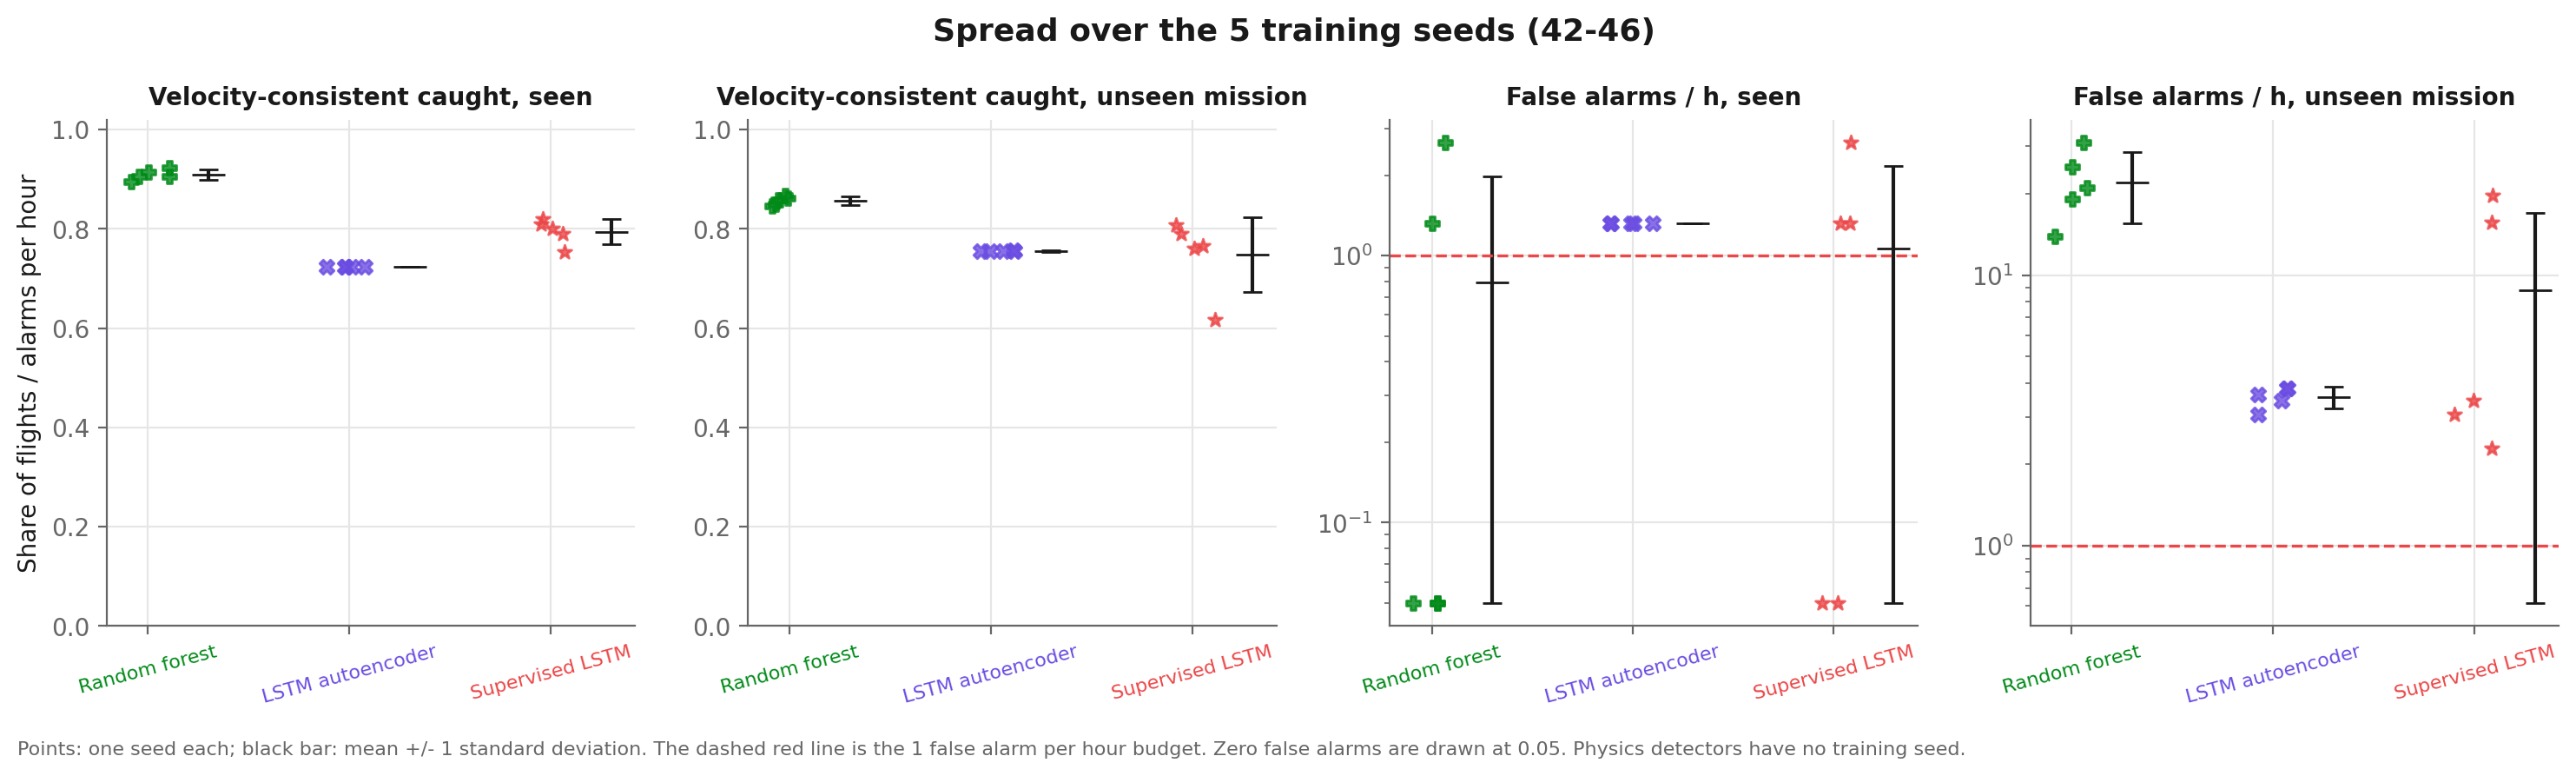 Spread over the 5 training seeds (42-46)
Velocity-consistent caught, seen
Velocity-consistent caught, unseen mission
False alarms / h, seen
False alarms / h, unseen mission
Share of flights / alarms per hour
1.0
0.8
0.6
0.4
0.2
0.0
Random forest
LSTM autoencoder
Supervised LSTM
1.0
0.8
0.6
0.4
0.2
0.0
Random forest
LSTM autoencoder
Supervised LSTM
10⁰
10⁻¹
Random forest
LSTM autoencoder
Supervised LSTM
10¹
10⁰
Random forest
LSTM autoencoder
Supervised LSTM
Points: one seed each; black bar: mean +/- 1 standard deviation. The dashed red line is the 1 false alarm per hour budget. Zero false alarms are drawn at 0.05. Physics detectors have no training seed.